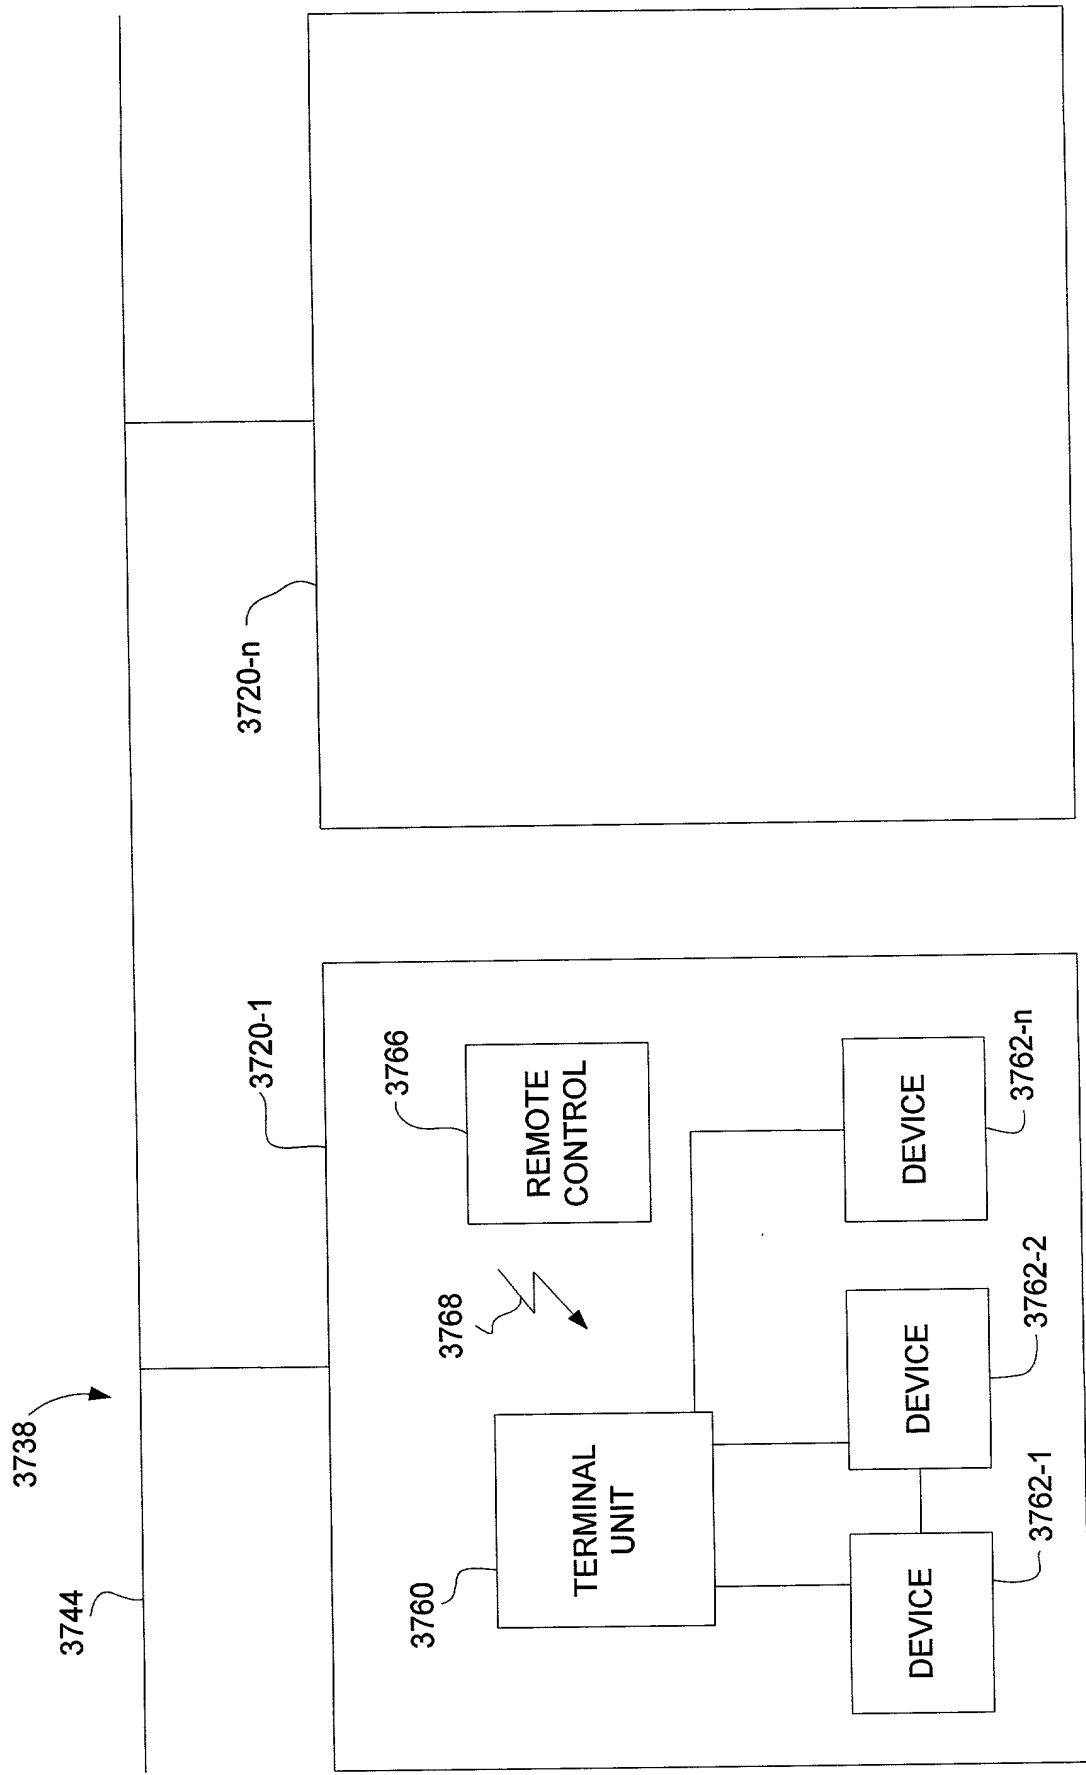 3738
3744
3720-1
3720-n
3760
TERMINAL
UNIT
3768
3766
REMOTE
CONTROL
DEVICE
3762-1
DEVICE
3762-2
DEVICE
3762-n